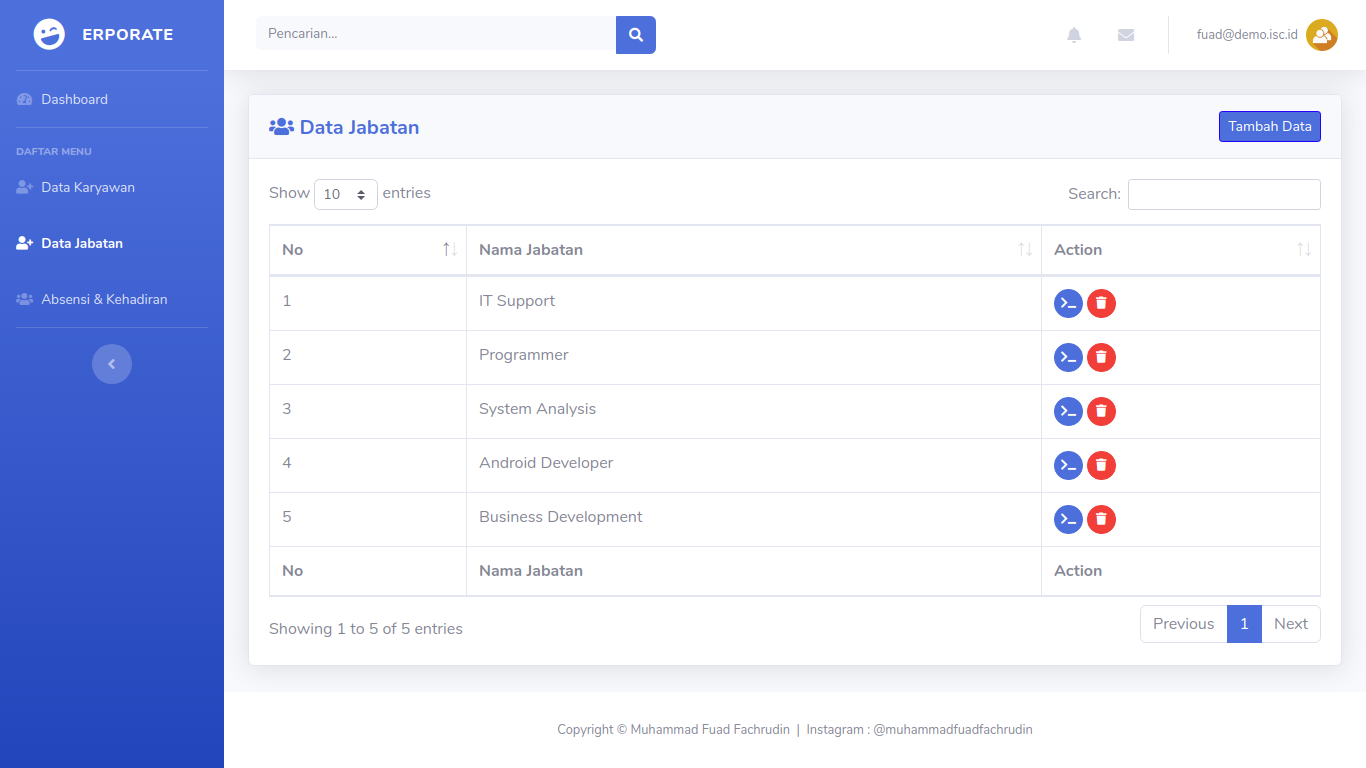 ERPORATE
Pencarian...
fuad@demo.isc.id
Dashboard
DAFTAR MENU
Data Karyawan
Data Jabatan
Absensi & Kehadiran
Data Jabatan
Tambah Data
Show 10 entries
Search:
No Nama Jabatan Action
1 IT Support
2 Programmer
3 System Analysis
4 Android Developer
5 Business Development
No Nama Jabatan Action
Showing 1 to 5 of 5 entries
Previous 1 Next
Copyright © Muhammad Fuad Fachrudin | Instagram : @muhammadfuadfachrudin